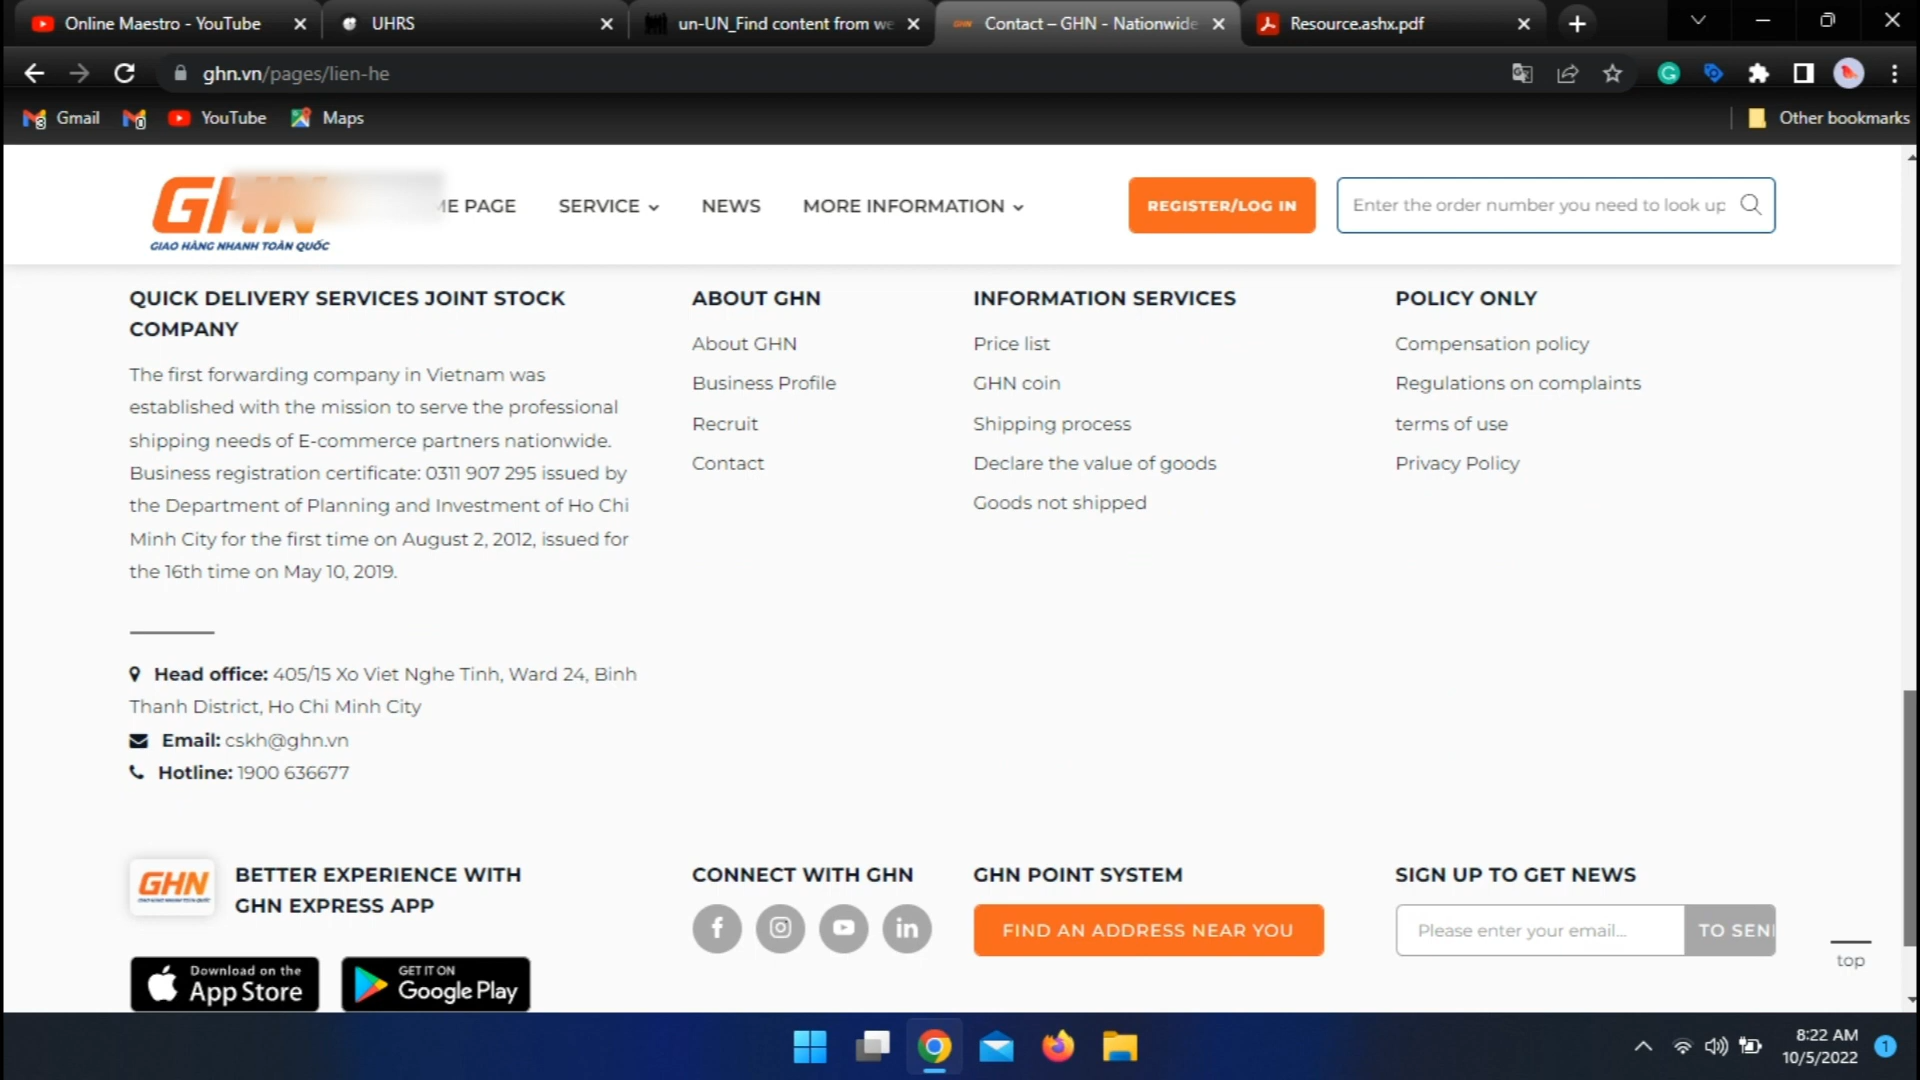 Online Maestro - YouTube
UHRS
un-UN_Find content from we
Contact – GHN - Nationwide
Resource.ashx.pdf
ghn.vn/pages/lien-he
Gmail
YouTube
Maps
Other bookmarks
GHN
GIAO HÀNG NHANH TOÀN QUỐC
ME PAGE
SERVICE
NEWS
MORE INFORMATION
REGISTER/LOG IN
Enter the order number you need to look up
QUICK DELIVERY SERVICES JOINT STOCK
COMPANY
The first forwarding company in Vietnam was
established with the mission to serve the professional
shipping needs of E-commerce partners nationwide.
Business registration certificate: 0311 907 295 issued by
the Department of Planning and Investment of Ho Chi
Minh City for the first time on August 2, 2012, issued for
the 16th time on May 10, 2019.
Head office: 405/15 Xo Viet Nghe Tinh, Ward 24, Binh
Thanh District, Ho Chi Minh City
Email: cskh@ghn.vn
Hotline: 1900 636677
ABOUT GHN
About GHN
Business Profile
Recruit
Contact
INFORMATION SERVICES
Price list
GHN coin
Shipping process
Declare the value of goods
Goods not shipped
POLICY ONLY
Compensation policy
Regulations on complaints
terms of use
Privacy Policy
GHN
BETTER EXPERIENCE WITH
GHN EXPRESS APP
Download on the
App Store
GET IT ON
Google Play
CONNECT WITH GHN
GHN POINT SYSTEM
FIND AN ADDRESS NEAR YOU
SIGN UP TO GET NEWS
Please enter your email...
TO SEN
top
8:22 AM
10/5/2022
1